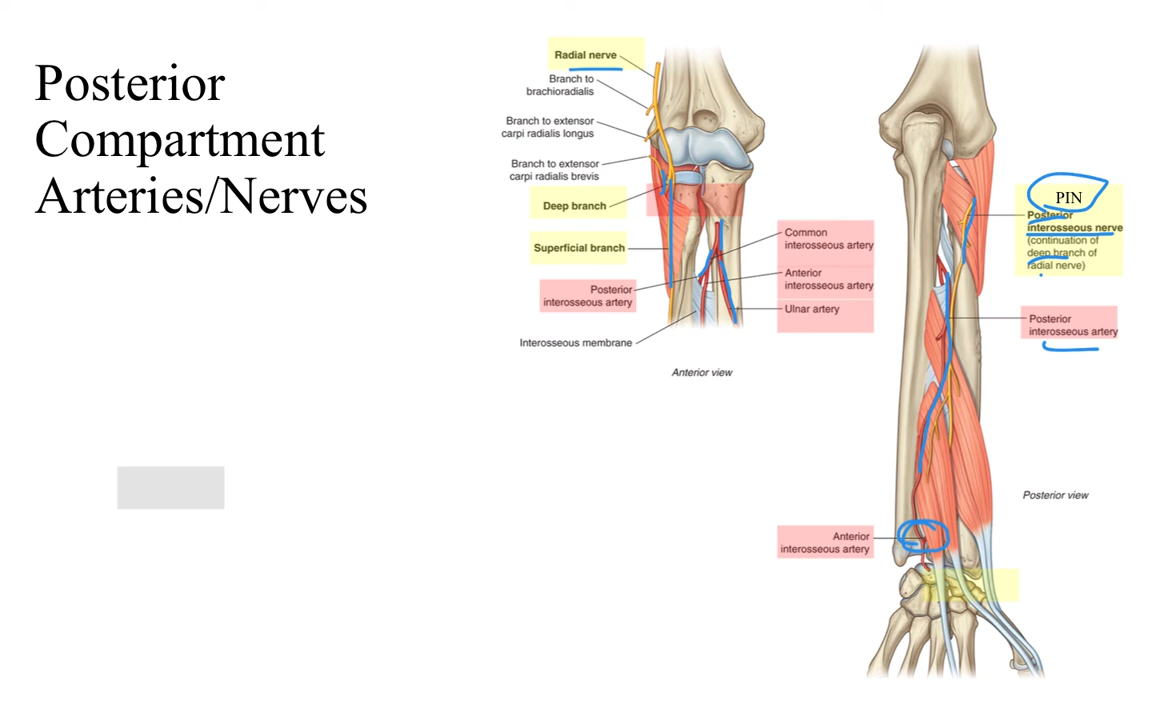 Posterior
Compartment
Arteries/Nerves
Radial nerve
Branch to
brachioradialis
Branch to extensor
carpi radialis longus
Branch to extensor
carpi radialis brevis
Deep branch
Superficial branch
Posterior
interosseous artery
Interosseous membrane
Common
interosseous artery
Anterior
interosseous artery
Ulnar artery
Anterior view
PIN
Posterior
interosseous nerve
(continuation of
deep branch of
radial nerve)
Posterior
interosseous artery
Posterior view
Anterior
interosseous artery